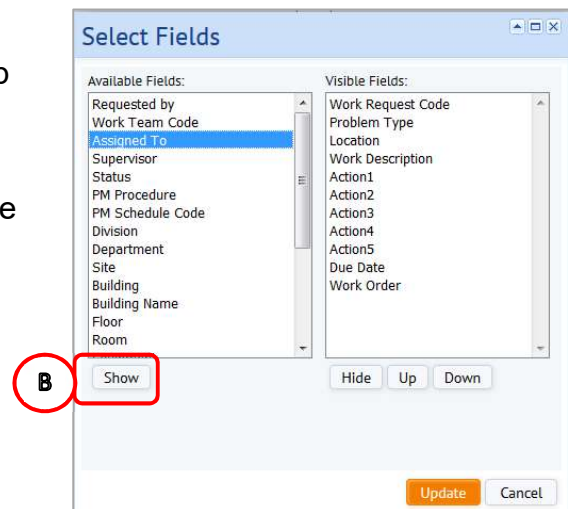 Select Fields
Available Fields:
Requested by
Work Team Code
Assigned To
Supervisor
Status
PM Procedure
PM Schedule Code
Division
Department
Site
Building
Building Name
Floor
Room
Show
Visible Fields:
Work Request Code
Problem Type
Location
Work Description
Action1
Action2
Action3
Action4
Action5
Due Date
Work Order
Hide Up Down
B
Update Cancel